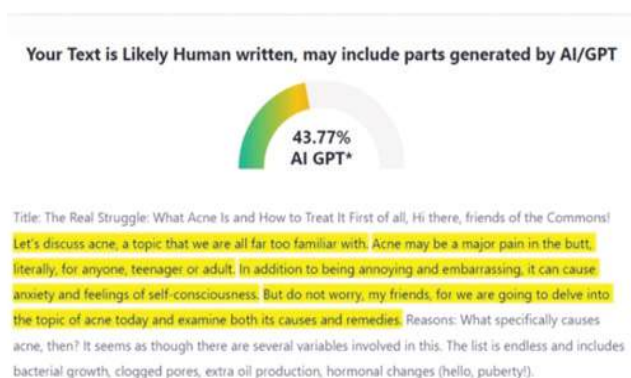 Your Text is Likely Human written, may include parts generated by AI/GPT
43.77%
AI GPT*
Title: The Real Struggle: What Acne Is and How to Treat It First of all, Hi there, friends of the Commons!
Let's discuss acne, a topic that we are all far too familiar with. Acne may be a major pain in the butt,
literally, for anyone, teenager or adult. In addition to being annoying and embarrassing, it can cause
anxiety and feelings of self-consciousness. But do not worry, my friends, for we are going to delve into
the topic of acne today and examine both its causes and remedies. Reasons: What specifically causes
acne, then? It seems as though there are several variables involved in this. The list is endless and includes
bacterial growth, clogged pores, extra oil production, hormonal changes (hello, puberty!).